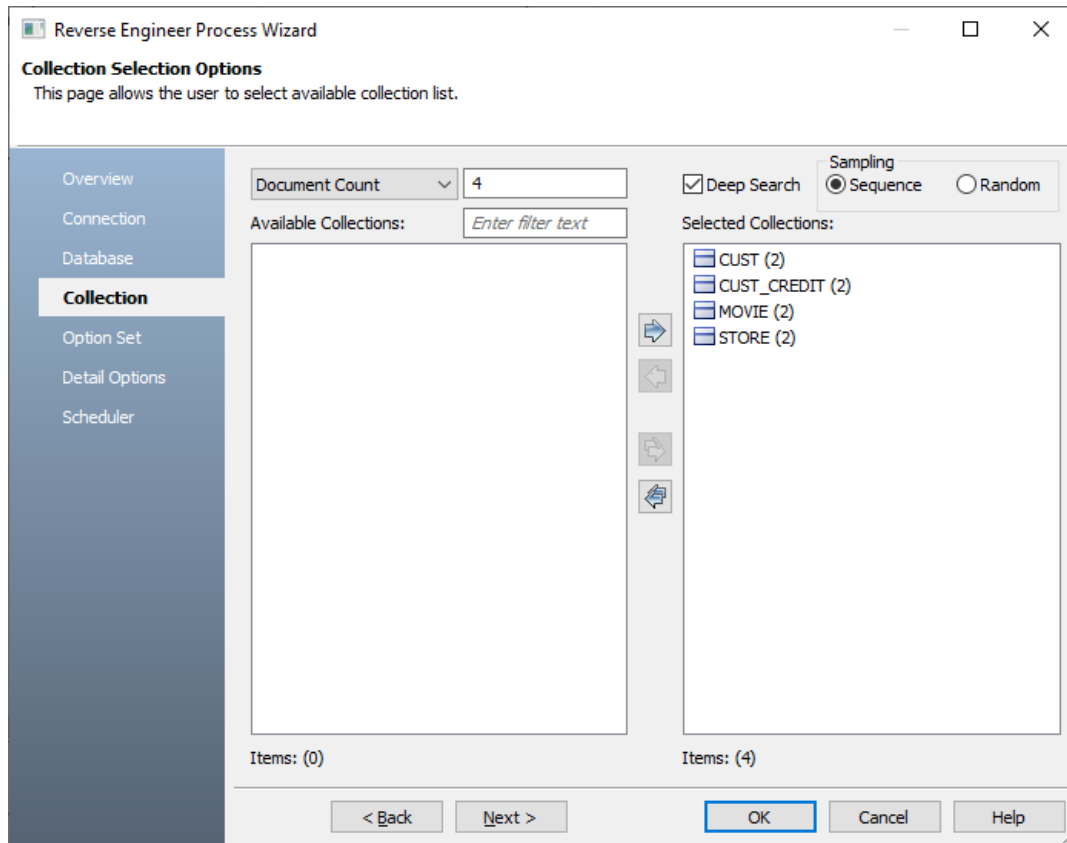 Reverse Engineer Process Wizard
Collection Selection Options
This page allows the user to select available collection list.
Overview
Connection
Database
Collection
Option Set
Detail Options
Scheduler
Document Count 4
Available Collections: Enter filter text
Items: (0)
Sampling
Deep Search Sequence Random
Selected Collections:
CUST (2)
CUST_CREDIT (2)
MOVIE (2)
STORE (2)
Items: (4)
< Back Next > OK Cancel Help